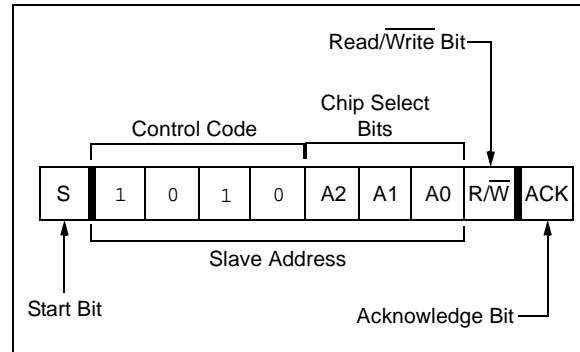 Read/Write Bit
Chip Select
Bits
Control Code
S 1 0 1 0 A2 A1 A0 R/W ACK
Slave Address
Start Bit
Acknowledge Bit